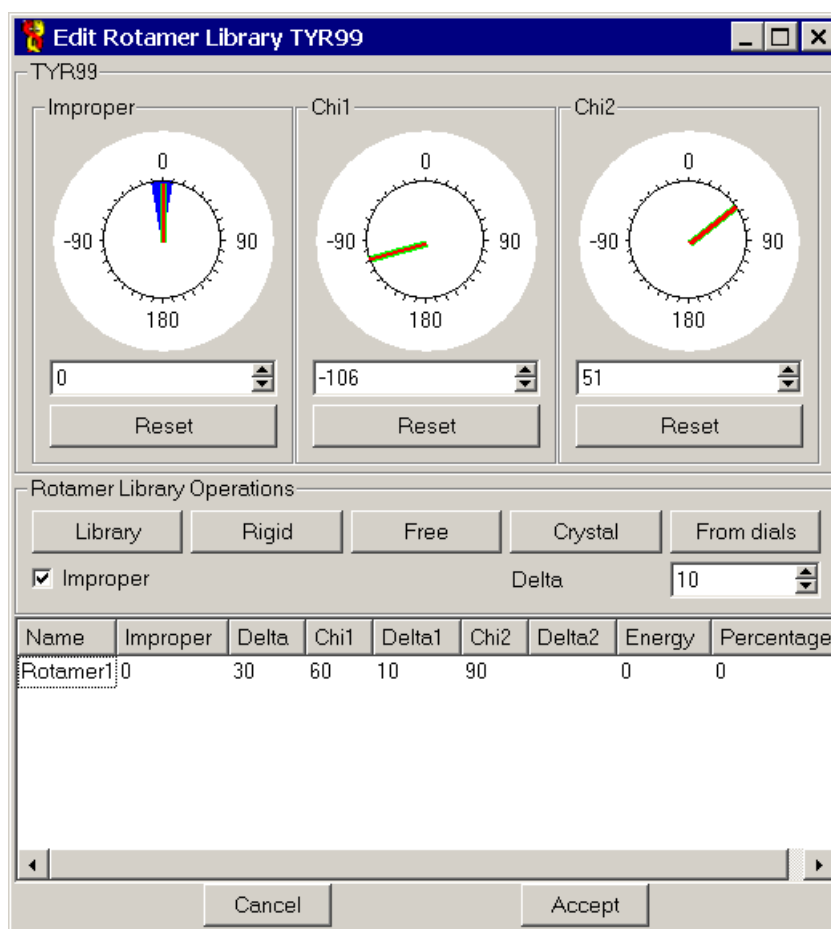 Edit Rotamer Library TYR99
TYR99
Improper Chi1 Chi2
0 0 0
-90 90 -90 90 -90 90
180 180 180
0 -106 51
Reset Reset Reset
Rotamer Library Operations
Library Rigid Free Crystal From dials
Improper Delta 10
Name Improper Delta Chi1 Delta1 Chi2 Delta2 Energy Percentage
Rotamer1 0 30 60 10 90 0 0
Cancel Accept